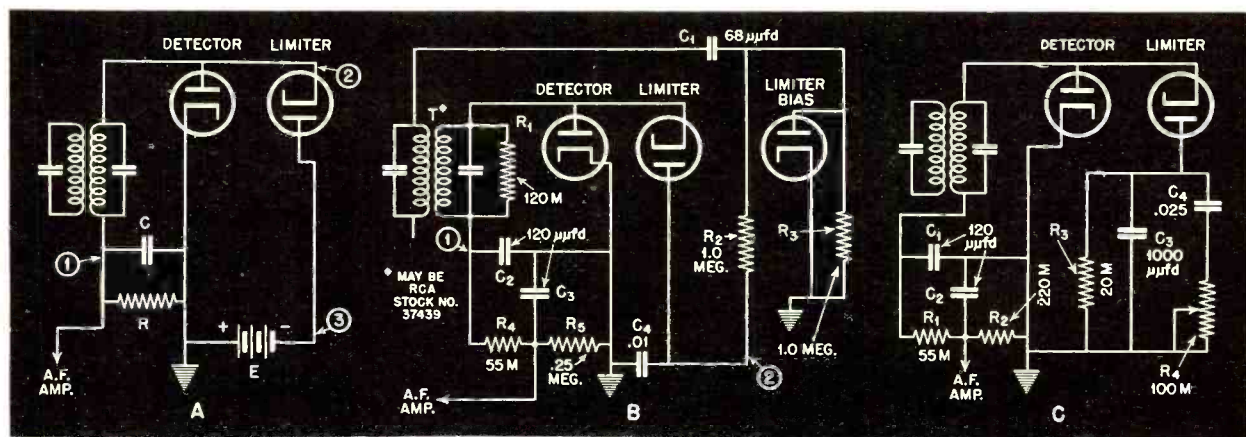 DETECTOR
LIMITER
②
C
①
R
+
-
③
E
A.F.
AMP.
A
C₁
68 μμfd
DETECTOR
LIMITER
LIMITER
BIAS
T*
R₁
120 M
①
120 μμfd
C₂
C₃
* MAY BE
RCA
STOCK NO.
37439
R₂
1.0
MEG.
R₃
R₄
55 M
R₅
.25
MEG.
C₄
.01
②
1.0 MEG.
A.F.
AMP.
B
DETECTOR
LIMITER
C₁
120
μμfd
C₂
R₁
55 M
R₂
220 M
R₃
20 M
C₃
1000
μμfd
C₄
.025
R₄
100 M
A.F.
AMP.
C